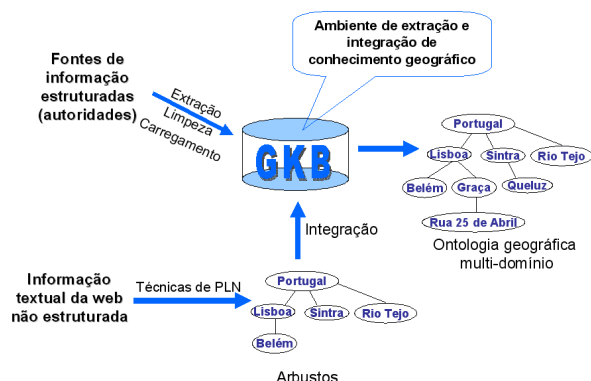 Ambiente de extração e
integração de
conhecimento geográfico
Fontes de
informação
estruturadas
(autoridades)
Extração
Limpeza
Carregamento
GKB
Portugal
Lisboa
Sintra
Rio Tejo
Belém
Graça
Queluz
Rua 25 de Abril
Ontologia geográfica
multi-domínio
Integração
Informação
textual da web
não estruturada
Técnicas de PLN
Portugal
Lisboa
Sintra
Rio Tejo
Belém
Arbustos